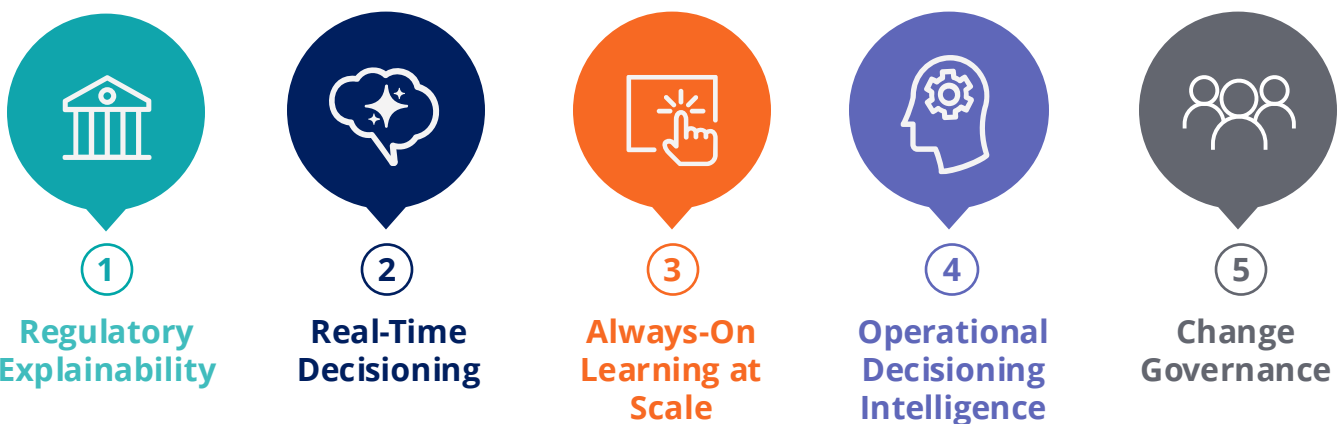 1
Regulatory
Explainability
2
Real-Time
Decisioning
3
Always-On
Learning at
Scale
4
Operational
Decisioning
Intelligence
5
Change
Governance